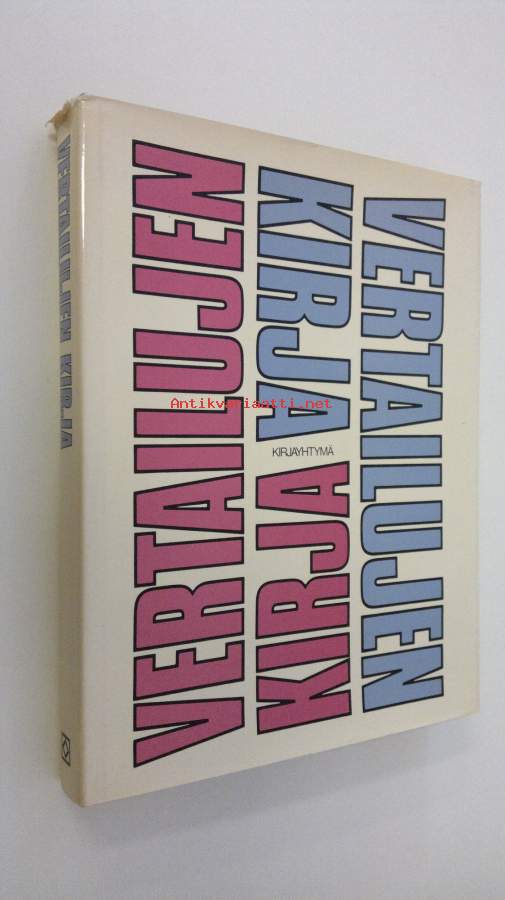 VERTAILUJEN KIRJA
VERTAILUJEN
KIRJA
VERTAILUJEN
KIRJA
KIRJAYHTYMÄ
Antikvariaatti.net